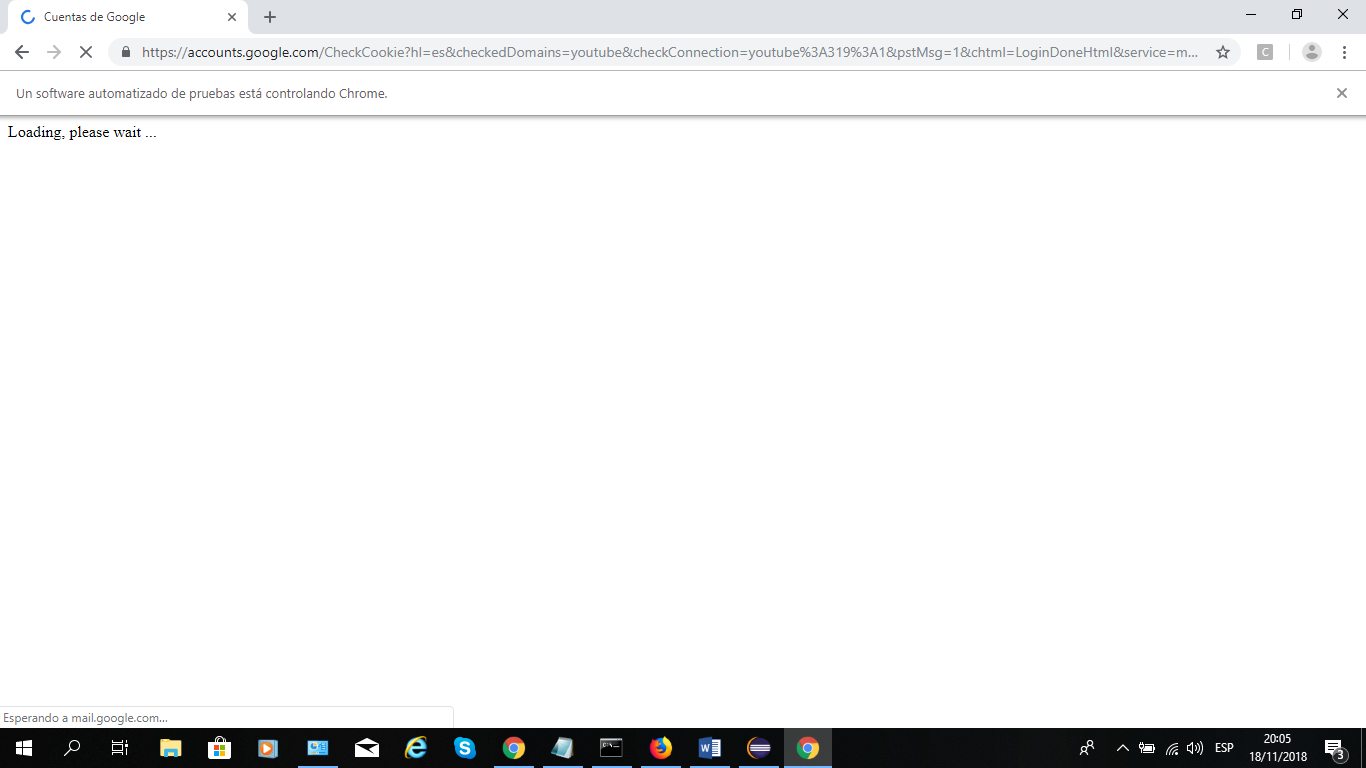 Cuentas de Google
https://accounts.google.com/CheckCookie?hl=es&checkedDomains=youtube&checkConnection=youtube%3A319%3A1&pstMsg=1&chtml=LoginDoneHtml&service=m...
C
Un software automatizado de pruebas está controlando Chrome.
Loading, please wait ...
Esperando a mail.google.com...
ESP
20:05
18/11/2018
3